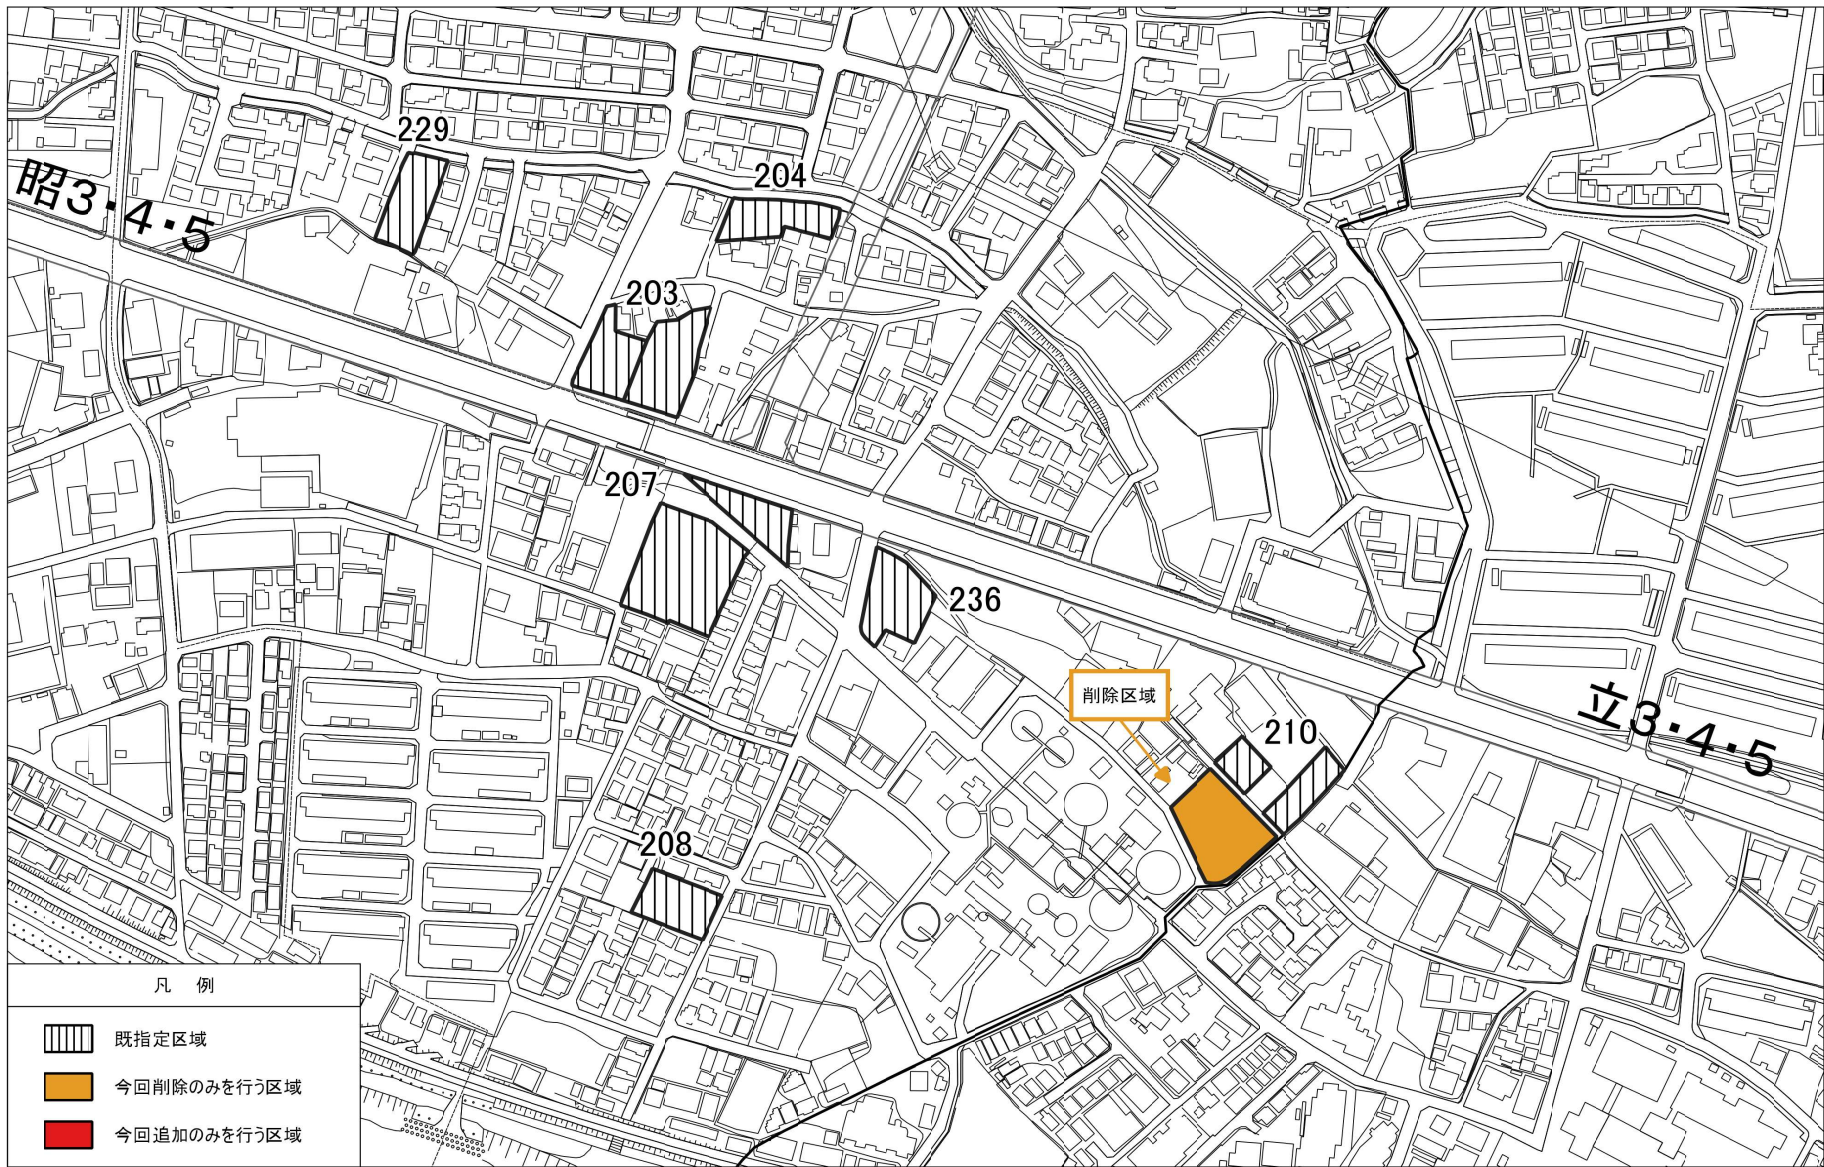 229
204
昭3・4・5
203
207
236
削除区域
210
立3・4・5
208
凡 例
既指定区域
今回削除のみを行う区域
今回追加のみを行う区域